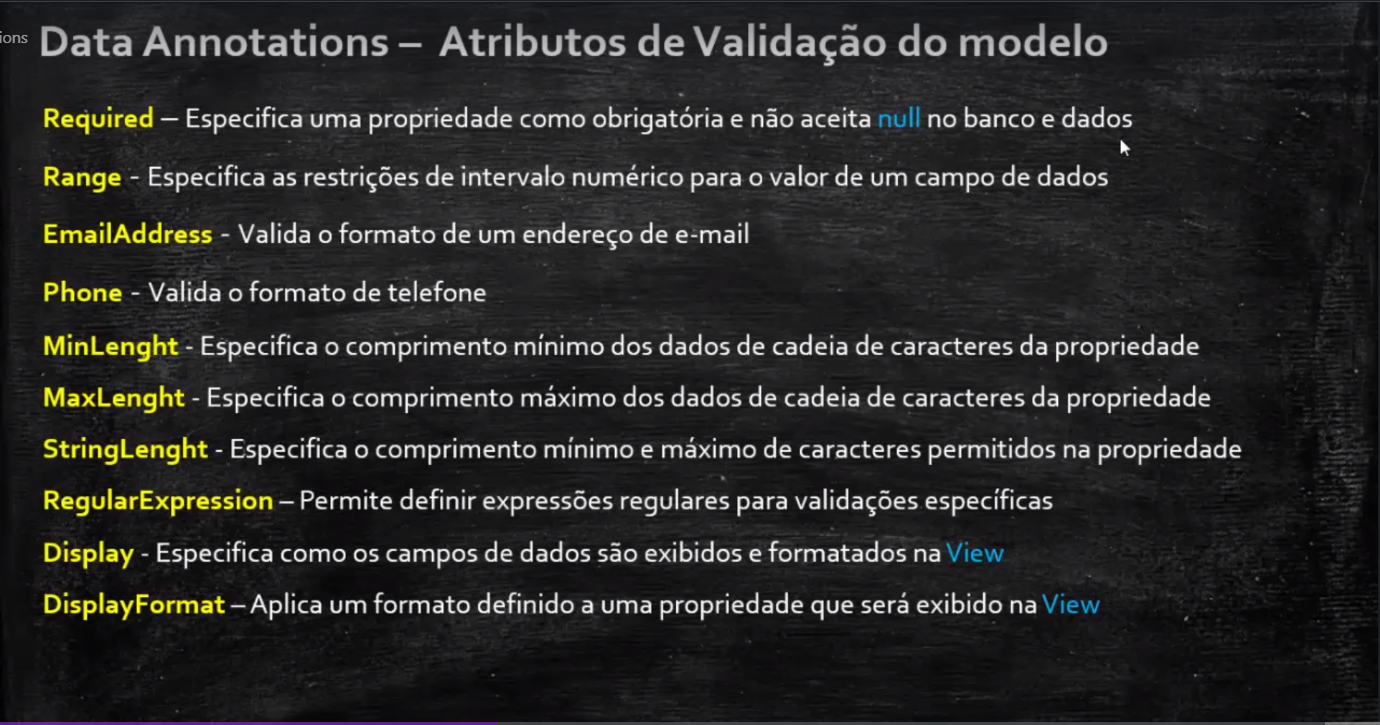 ions
Data Annotations – Atributos de Validação do modelo
Required – Especifica uma propriedade como obrigatória e não aceita null no banco e dados
Range - Especifica as restrições de intervalo numérico para o valor de um campo de dados
EmailAddress - Valida o formato de um endereço de e-mail
Phone - Valida o formato de telefone
MinLenght - Especifica o comprimento mínimo dos dados de cadeia de caracteres da propriedade
MaxLenght - Especifica o comprimento máximo dos dados de cadeia de caracteres da propriedade
StringLenght - Especifica o comprimento mínimo e máximo de caracteres permitidos na propriedade
RegularExpression – Permite definir expressões regulares para validações específicas
Display - Especifica como os campos de dados são exibidos e formatados na View
DisplayFormat – Aplica um formato definido a uma propriedade que será exibido na View